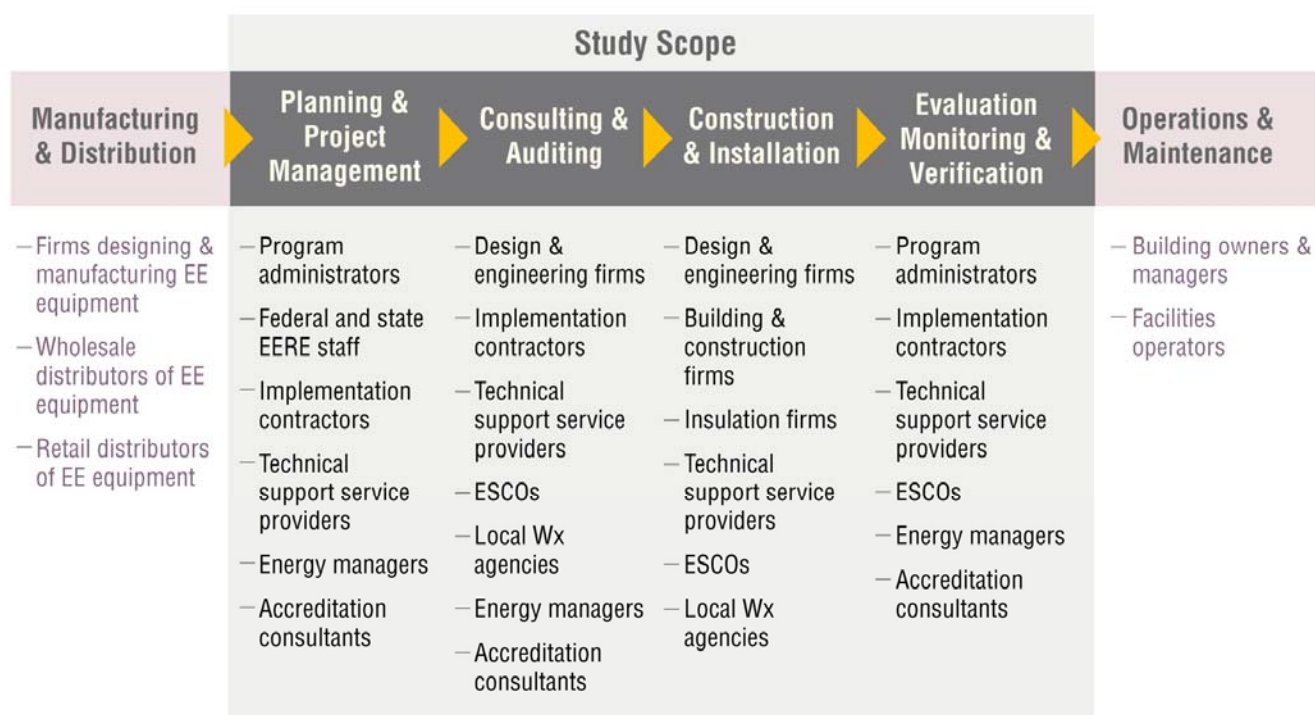 Study Scope
Manufacturing
& Distribution
Planning &
Project
Management
Consulting &
Auditing
Construction
& Installation
Evaluation
Monitoring &
Verification
Operations &
Maintenance
– Firms designing &
manufacturing EE
equipment
– Wholesale
distributors of EE
equipment
– Retail distributors
of EE equipment
– Program
administrators
– Federal and state
EERE staff
– Implementation
contractors
– Technical
support service
providers
– Energy managers
– Accreditation
consultants
– Design &
engineering firms
– Implementation
contractors
– Technical
support service
providers
– ESCOs
– Local Wx
agencies
– Energy managers
– Accreditation
consultants
– Design &
engineering firms
– Building &
construction
firms
– Insulation firms
– Technical
support service
providers
– ESCOs
– Local Wx
agencies
– Program
administrators
– Implementation
contractors
– Technical
support service
providers
– ESCOs
– Energy managers
– Accreditation
consultants
– Building owners &
managers
– Facilities
operators